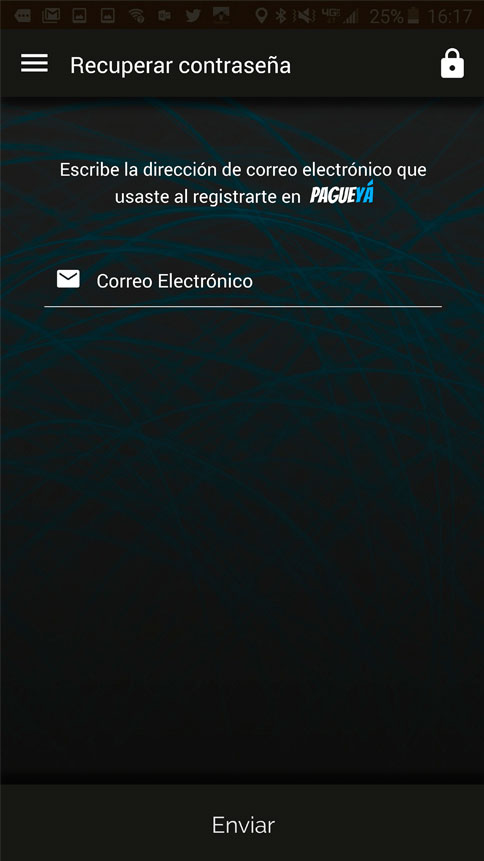 25% 16:17
Recuperar contraseña
Escribe la dirección de correo electrónico que
usaste al registrarte en PAGUEYÁ
Correo Electrónico
Enviar